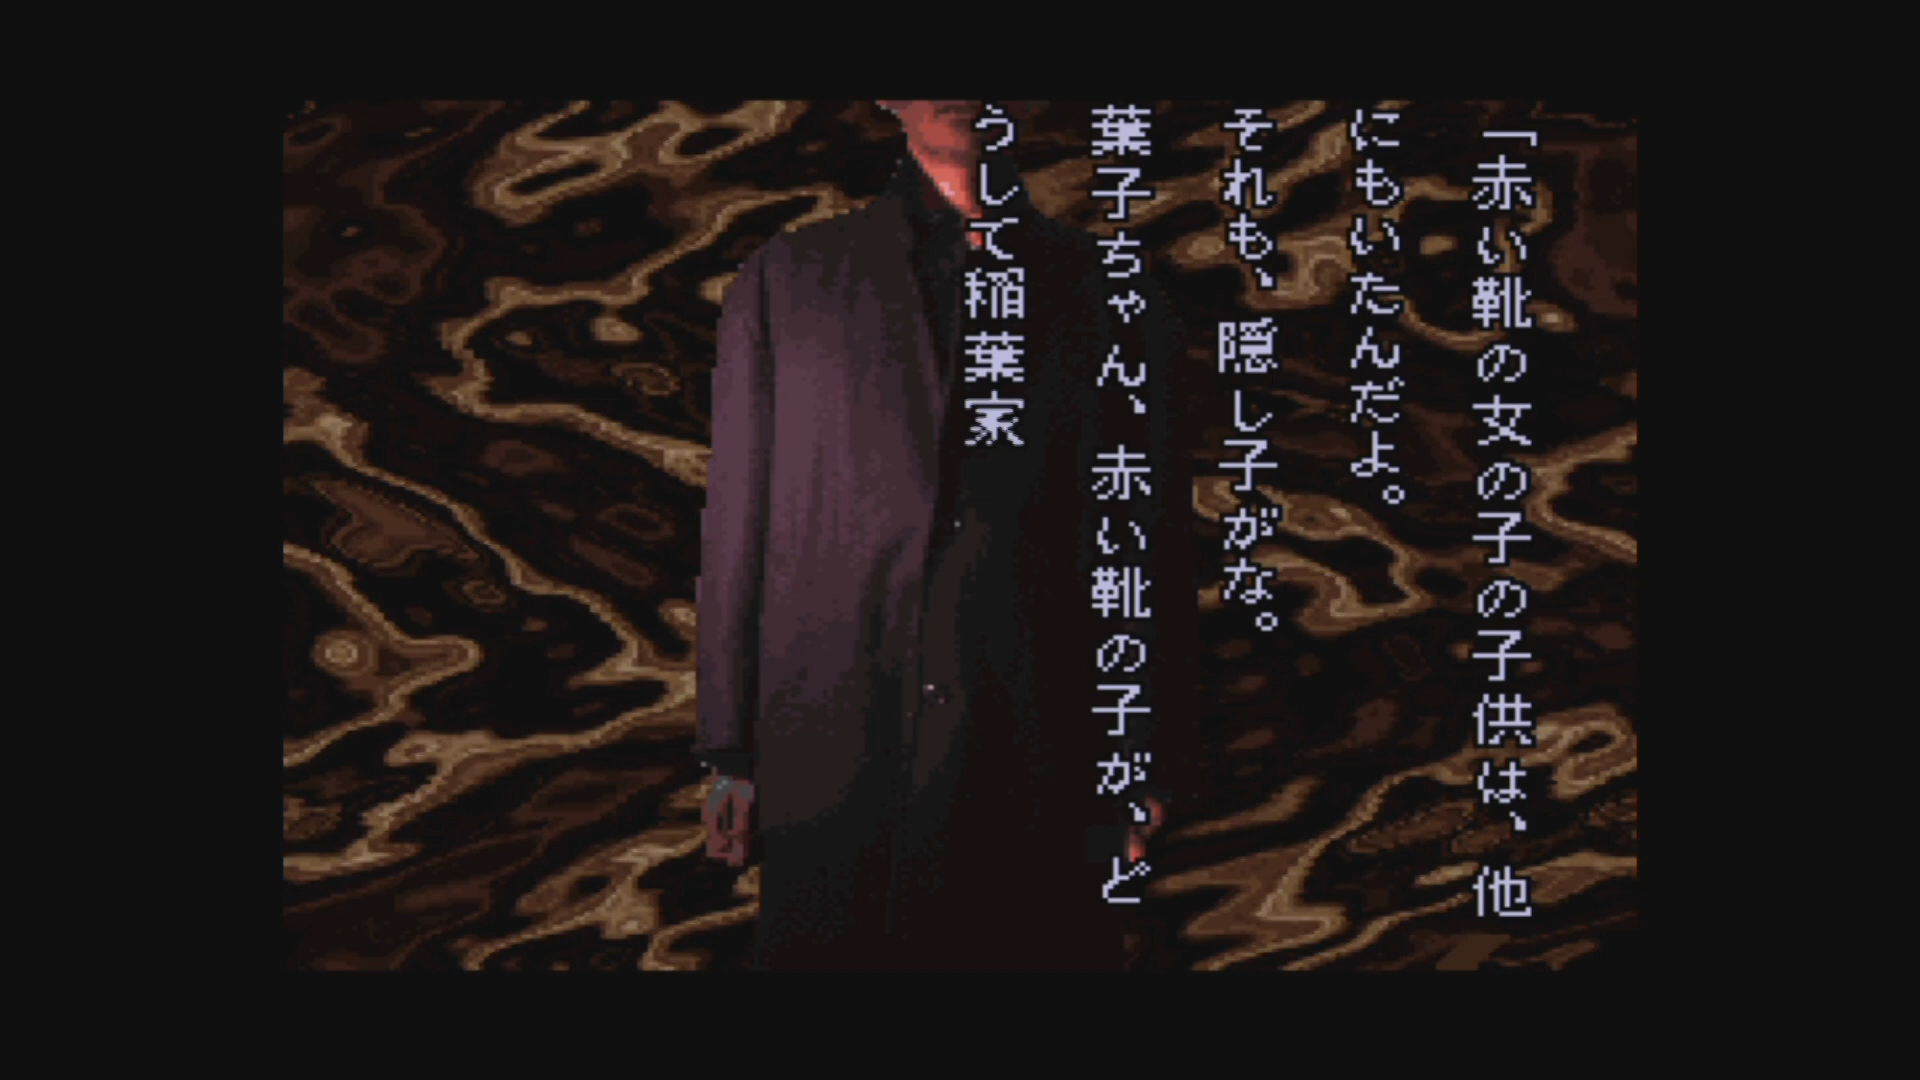 「赤い靴の女の子の子供は、他
にもいたんだよ。
それも、隠し子がな。
葉子ちゃん、赤い靴の子が、ど
うして稲葉家